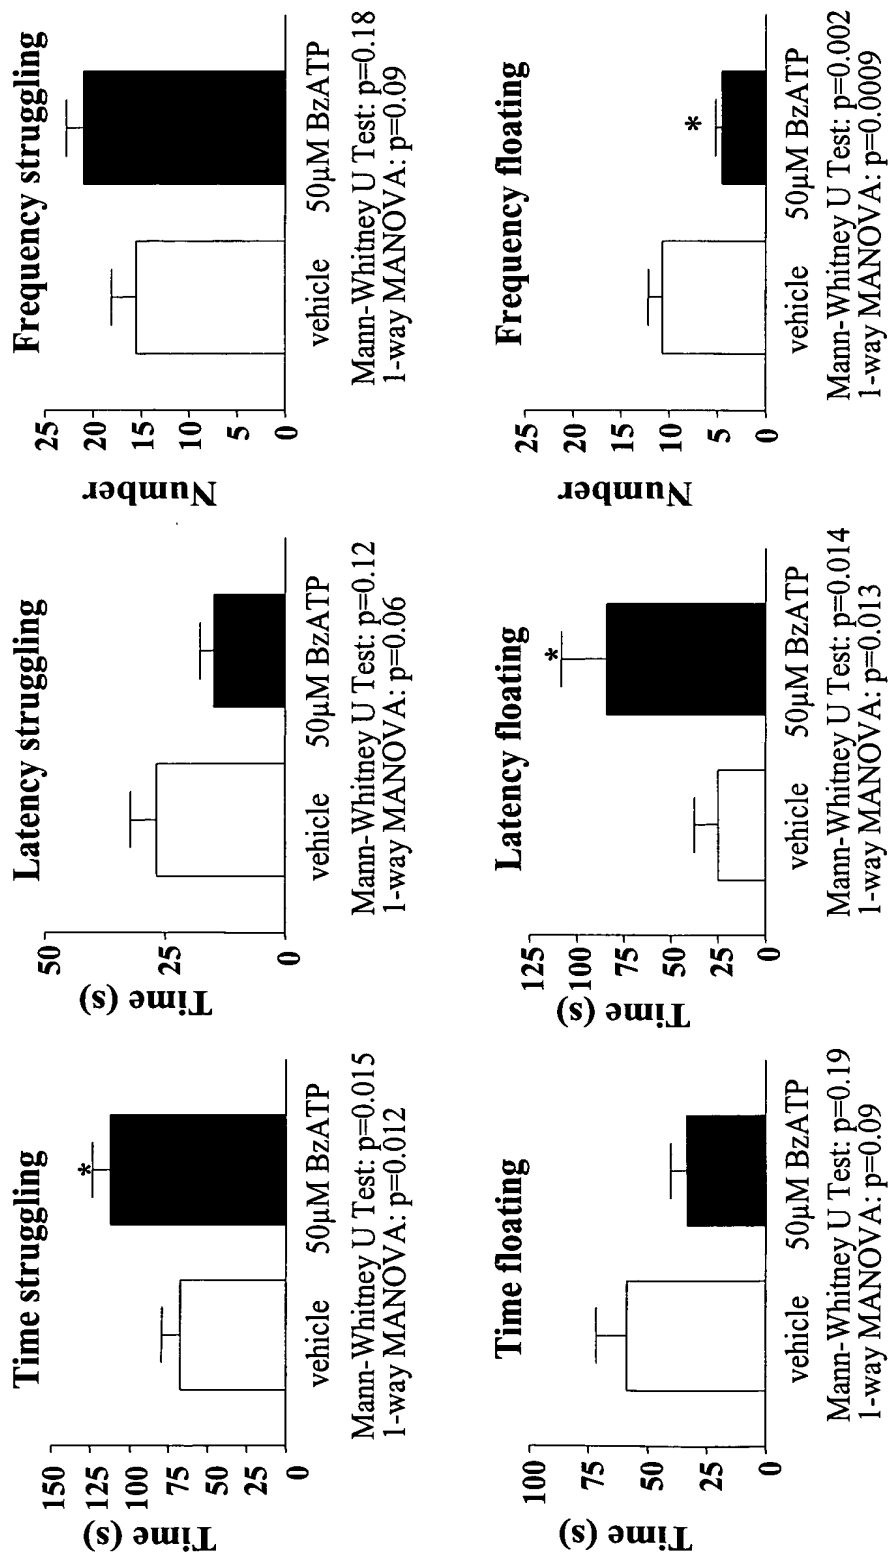 Time struggling
Time (s)
150
125
100
75
50
25
0
*
vehicle
50µM BzATP
Mann-Whitney U Test: p=0.015
1-way MANOVA: p=0.012
Latency struggling
Time (s)
50
25
0
vehicle
50µM BzATP
Mann-Whitney U Test: p=0.12
1-way MANOVA: p=0.06
Frequency struggling
Number
25
20
15
10
5
0
vehicle
50µM BzATP
Mann-Whitney U Test: p=0.18
1-way MANOVA: p=0.09
Time floating
Time (s)
100
75
50
25
0
vehicle
50µM BzATP
Mann-Whitney U Test: p=0.19
1-way MANOVA: p=0.09
Latency floating
Time (s)
125
100
75
50
25
0
*
vehicle
50µM BzATP
Mann-Whitney U Test: p=0.014
1-way MANOVA: p=0.013
Frequency floating
Number
25
20
15
10
5
0
*
vehicle
50µM BzATP
Mann-Whitney U Test: p=0.002
1-way MANOVA: p=0.0009